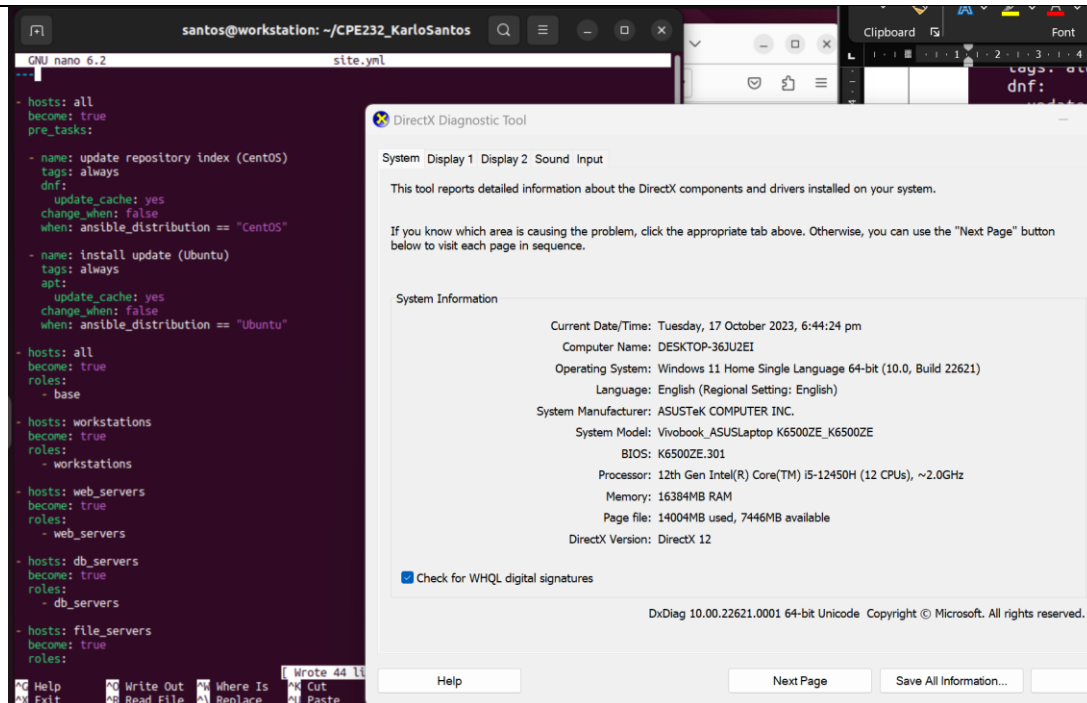 santos@workstation: ~/CPE232_KarloSantos
GNU nano 6.2 site.yml
---
- hosts: all
become: true
pre_tasks:
- name: update repository index (CentOS)
tags: always
dnf:
update_cache: yes
change_when: false
when: ansible_distribution == "CentOS"
- name: install update (Ubuntu)
tags: always
apt:
update_cache: yes
change_when: false
when: ansible_distribution == "Ubuntu"
- hosts: all
become: true
roles:
- base
- hosts: workstations
become: true
roles:
- workstations
- hosts: web_servers
become: true
roles:
- web_servers
- hosts: db_servers
become: true
roles:
- db_servers
- hosts: file_servers
become: true
roles:
[ Wrote 44 li
^G Help ^O Write Out ^W Where Is ^K Cut
^X Exit ^R Read File ^\ Replace ^U Paste
Clipboard Font
L 1 2 3 4
tags:
dnf:
DirectX Diagnostic Tool
System Display 1 Display 2 Sound Input
This tool reports detailed information about the DirectX components and drivers installed on your system.
If you know which area is causing the problem, click the appropriate tab above. Otherwise, you can use the "Next Page" button
below to visit each page in sequence.
System Information
Current Date/Time: Tuesday, 17 October 2023, 6:44:24 pm
Computer Name: DESKTOP-36JU2EI
Operating System: Windows 11 Home Single Language 64-bit (10.0, Build 22621)
Language: English (Regional Setting: English)
System Manufacturer: ASUSTeK COMPUTER INC.
System Model: Vivobook_ASUSLaptop K6500ZE_K6500ZE
BIOS: K6500ZE.301
Processor: 12th Gen Intel(R) Core(TM) i5-12450H (12 CPUs), ~2.0GHz
Memory: 16384MB RAM
Page file: 14004MB used, 7446MB available
DirectX Version: DirectX 12
Check for WHQL digital signatures
DxDiag 10.00.22621.0001 64-bit Unicode Copyright © Microsoft. All rights reserved.
Help Next Page Save All Information...